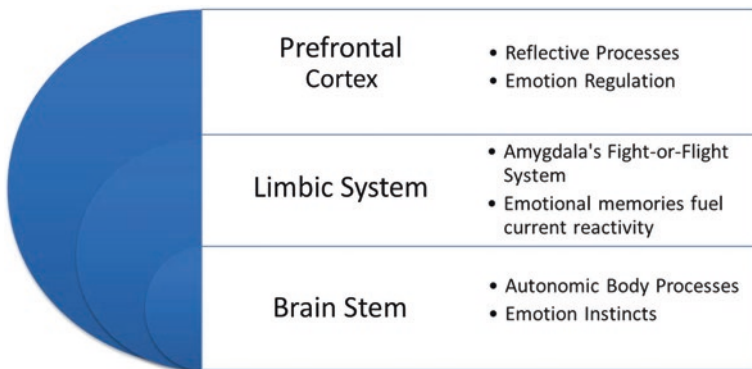 Prefrontal
Cortex
• Reflective Processes
• Emotion Regulation
Limbic System
• Amygdala's Fight-or-Flight
System
• Emotional memories fuel
current reactivity
Brain Stem
• Autonomic Body Processes
• Emotion Instincts